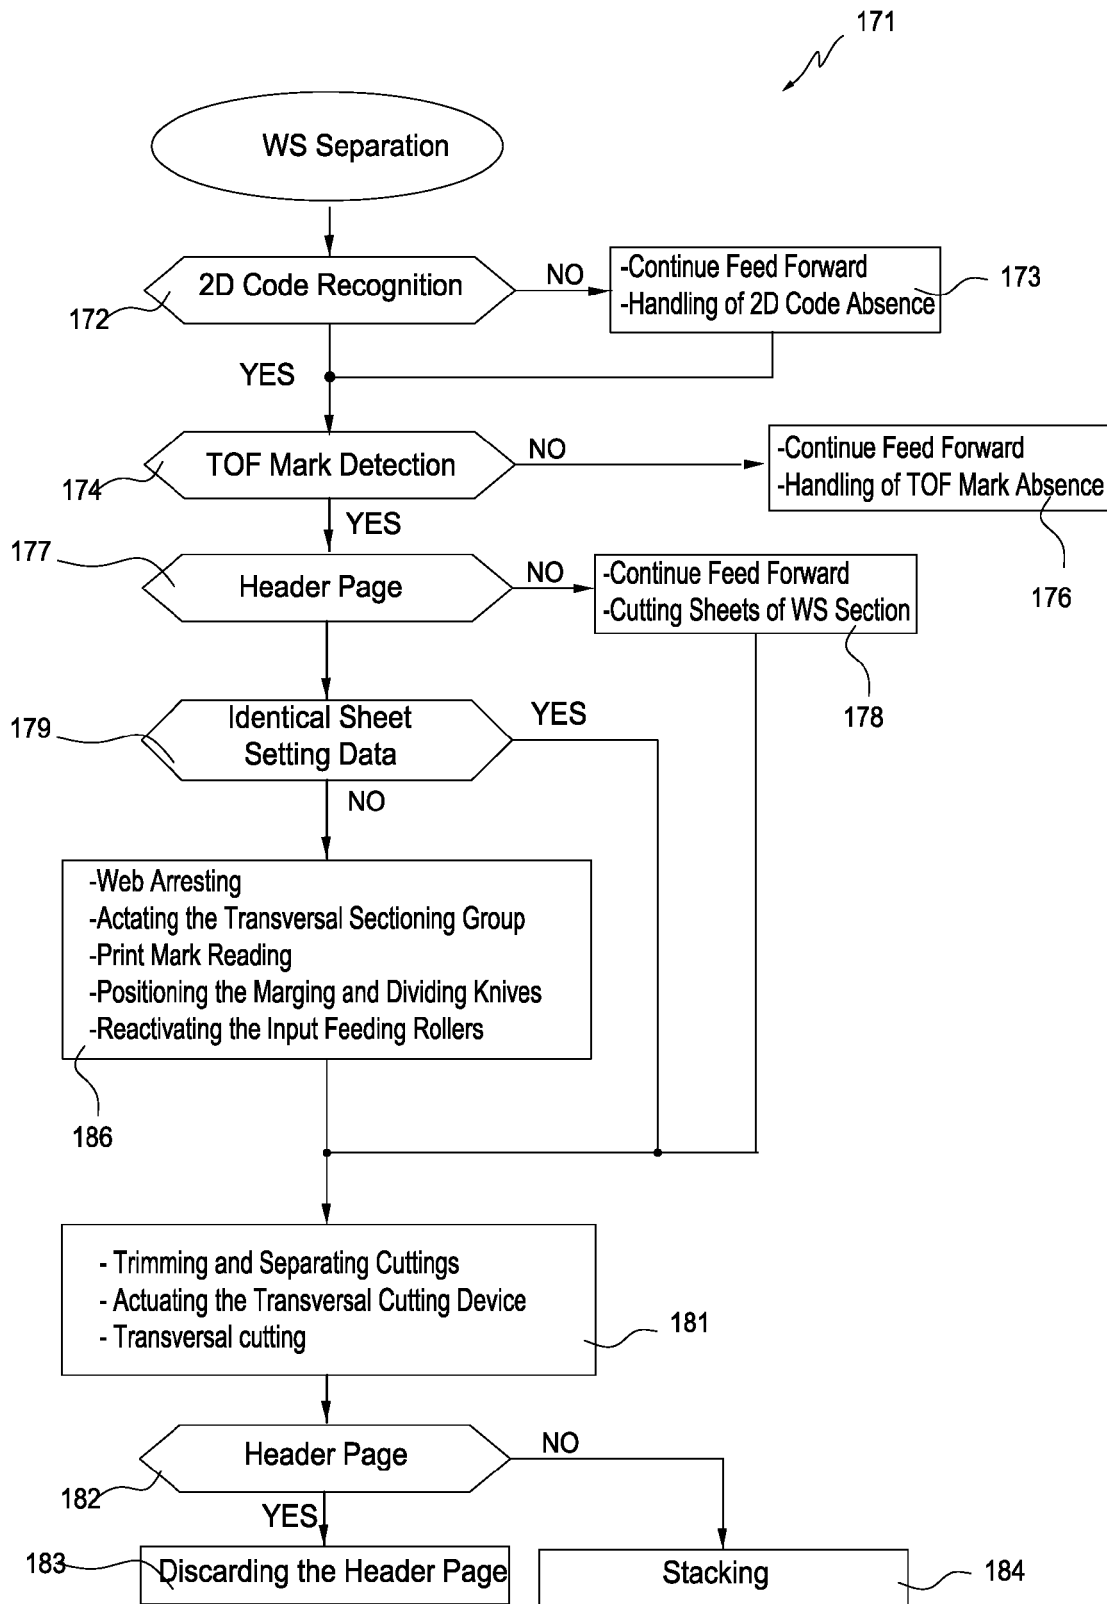 171
WS Separation
2D Code Recognition
NO
-Continue Feed Forward
-Handling of 2D Code Absence
173
172
YES
TOF Mark Detection
NO
-Continue Feed Forward
-Handling of TOF Mark Absence
174
YES
176
177
Header Page
NO
-Continue Feed Forward
-Cutting Sheets of WS Section
178
179
Identical Sheet
Setting Data
YES
NO
-Web Arresting
-Actating the Transversal Sectioning Group
-Print Mark Reading
-Positioning the Marging and Dividing Knives
-Reactivating the Input Feeding Rollers
186
- Trimming and Separating Cuttings
- Actuating the Transversal Cutting Device
- Transversal cutting
181
Header Page
NO
182
YES
183
Discarding the Header Page
Stacking
184